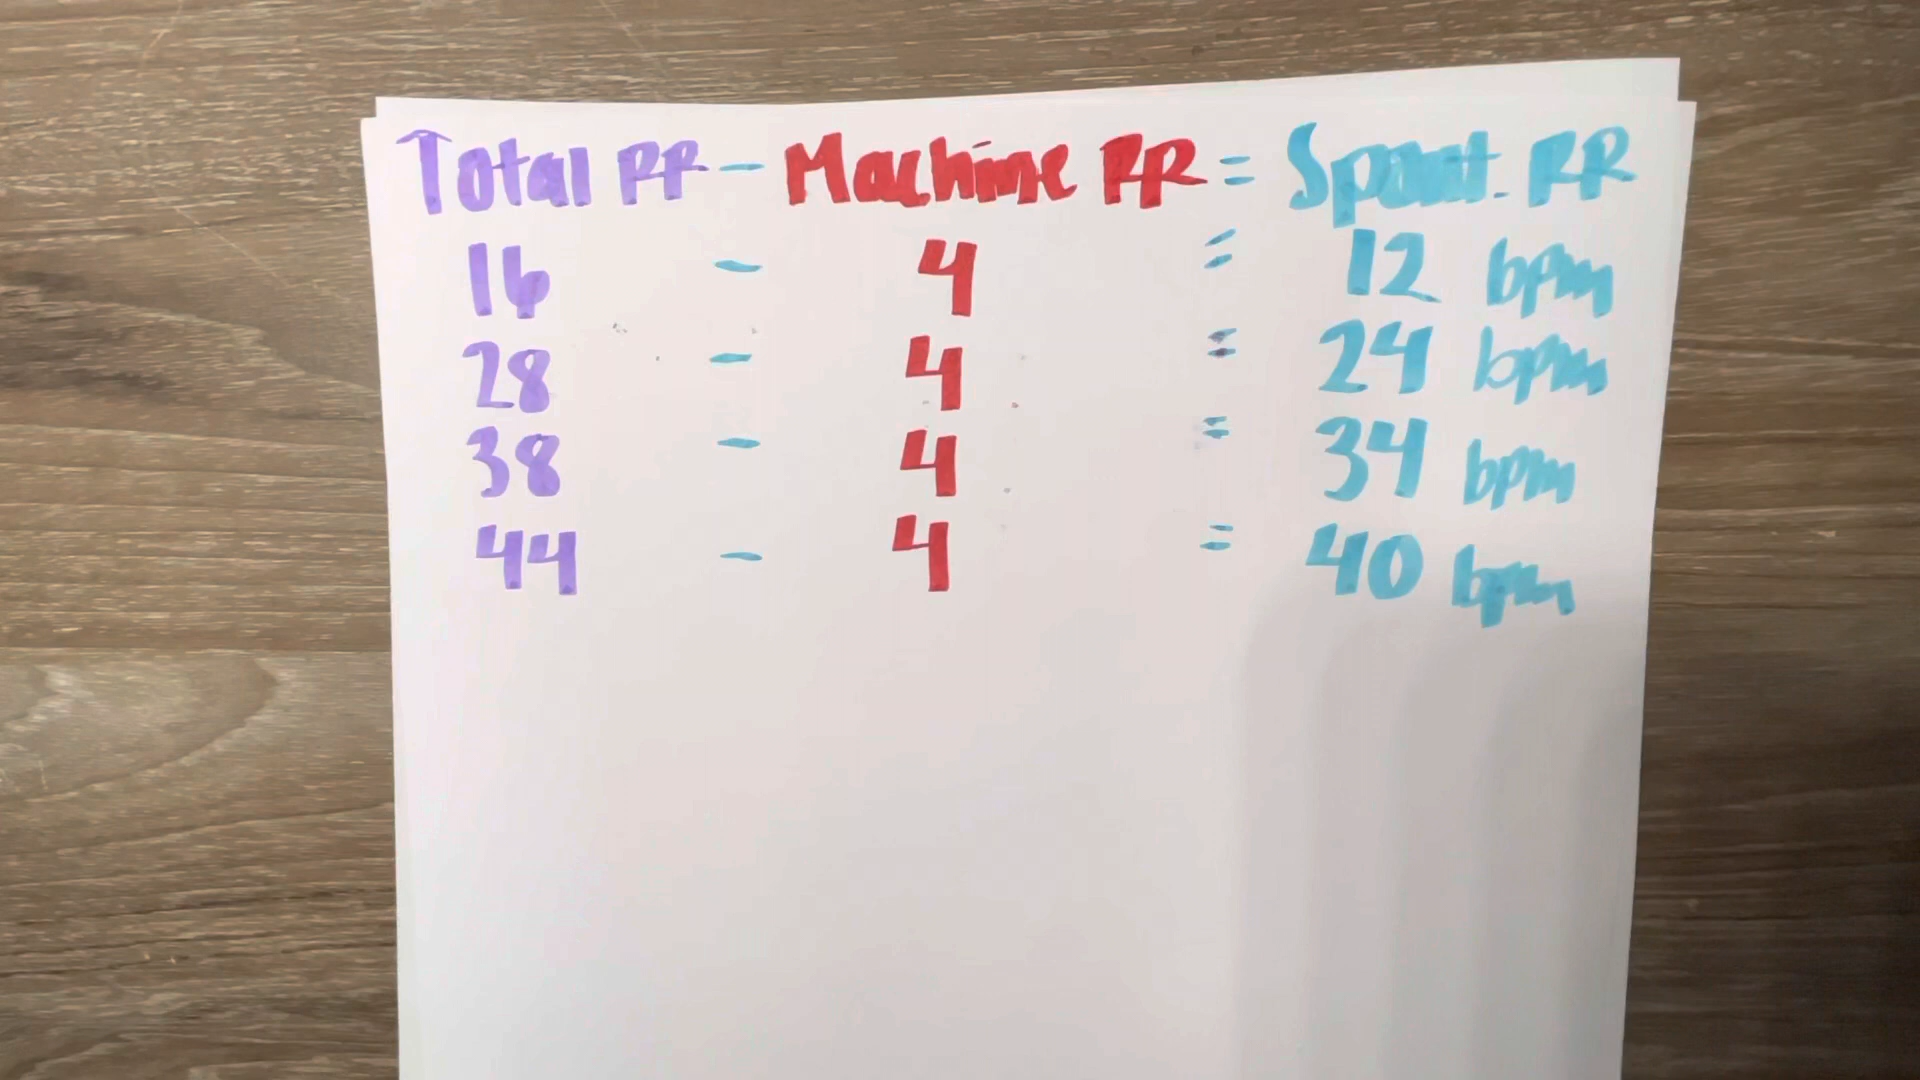 Total RR - Machine RR = Spont. RR
16 - 4 = 12 bpm
28 - 4 = 24 bpm
38 - 4 = 34 bpm
44 - 4 = 40 bpm